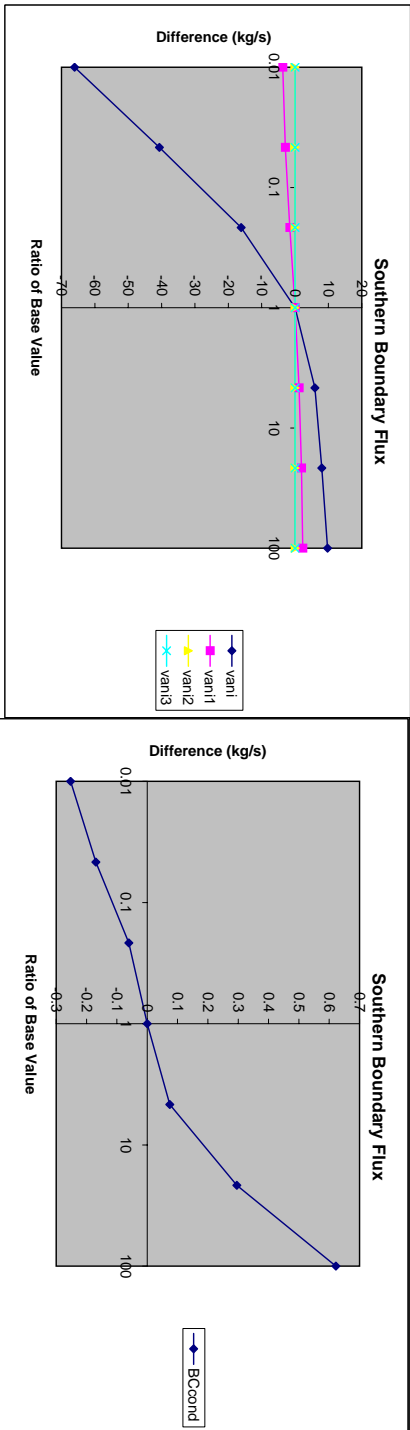 Southern Boundary Flux
Difference (kg/s)
20
10
0
-10
-20
-30
-40
-50
-60
-70
0.01
0.1
1
10
100
Ratio of Base Value
vani
vani1
vani2
vani3
Southern Boundary Flux
Difference (kg/s)
0.7
0.6
0.5
0.4
0.3
0.2
0.1
0
-0.1
-0.2
-0.3
0.01
0.1
1
10
100
Ratio of Base Value
BCcond